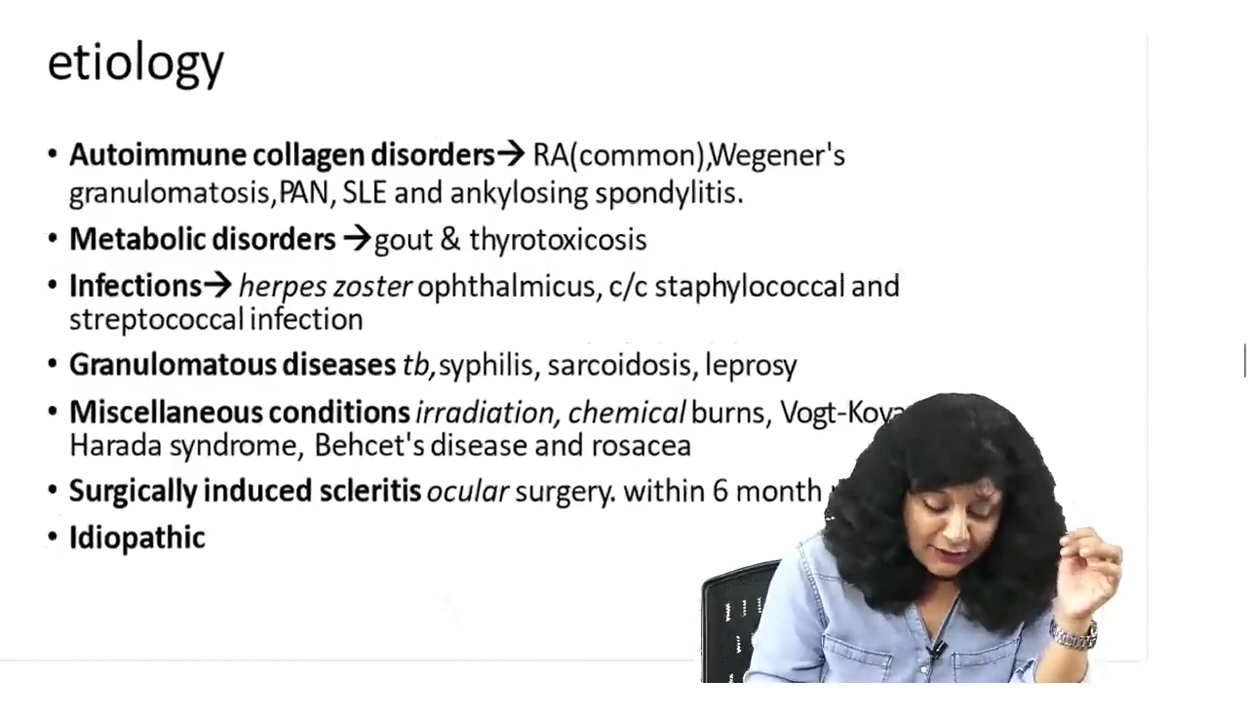 etiology
• Autoimmune collagen disorders→ RA(common),Wegener's
granulomatosis,PAN, SLE and ankylosing spondylitis.
• Metabolic disorders →gout & thyrotoxicosis
• Infections→ herpes zoster ophthalmicus, c/c staphylococcal and
streptococcal infection
• Granulomatous diseases tb,syphilis, sarcoidosis, leprosy
• Miscellaneous conditions irradiation, chemical burns,
Harada syndrome, Behcet's disease and rosacea
• Surgically induced scleritis ocular surgery. within 6 month
• Idiopathic